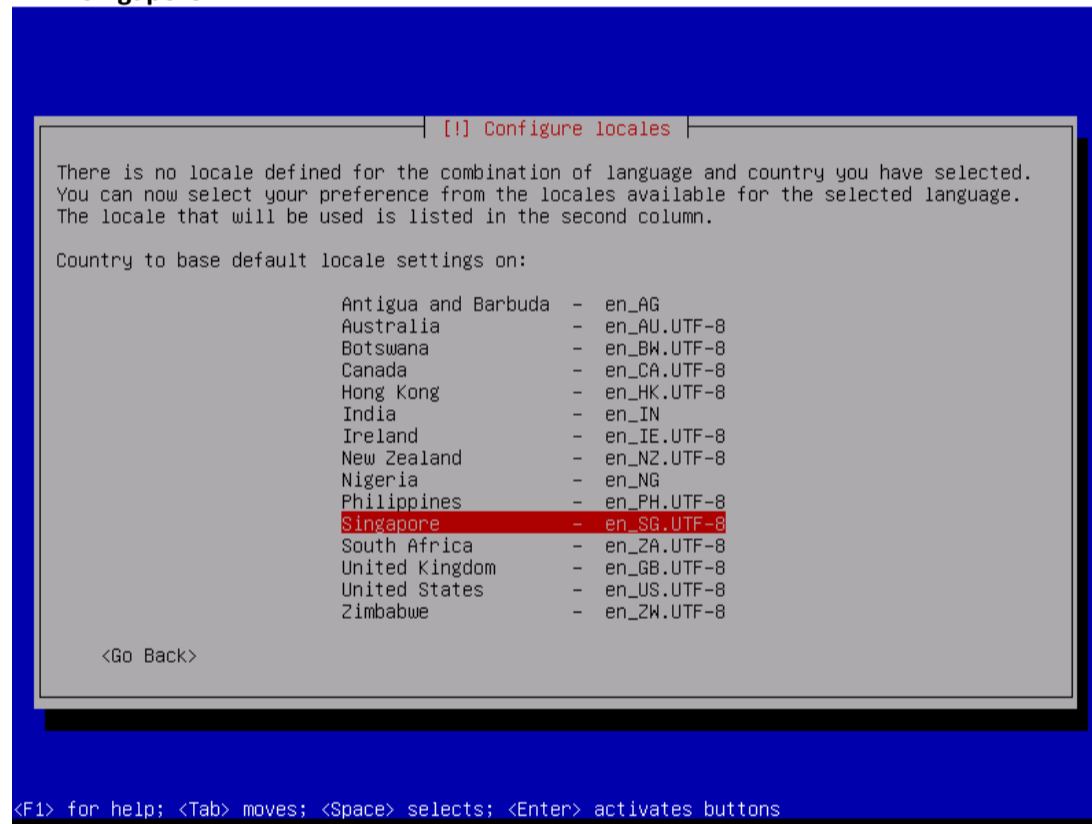 [!] Configure locales
There is no locale defined for the combination of language and country you have selected.
You can now select your preference from the locales available for the selected language.
The locale that will be used is listed in the second column.
Country to base default locale settings on:
Antigua and Barbuda - en_AG
Australia - en_AU.UTF-8
Botswana - en_BW.UTF-8
Canada - en_CA.UTF-8
Hong Kong - en_HK.UTF-8
India - en_IN
Ireland - en_IE.UTF-8
New Zealand - en_NZ.UTF-8
Nigeria - en_NG
Philippines - en_PH.UTF-8
Singapore - en_SG.UTF-8
South Africa - en_ZA.UTF-8
United Kingdom - en_GB.UTF-8
United States - en_US.UTF-8
Zimbabwe - en_ZW.UTF-8
<Go Back>
<F1> for help; <Tab> moves; <Space> selects; <Enter> activates buttons